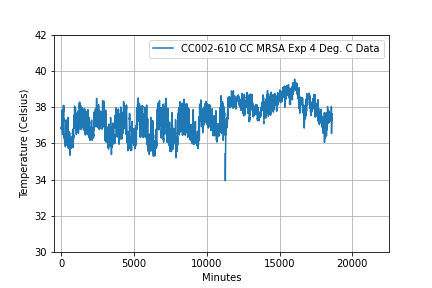 CC002-610 CC MRSA Exp 4 Deg. C Data
42
40
38
36
34
32
30
Temperature (Celsius)
0 5000 10000 15000 20000
Minutes